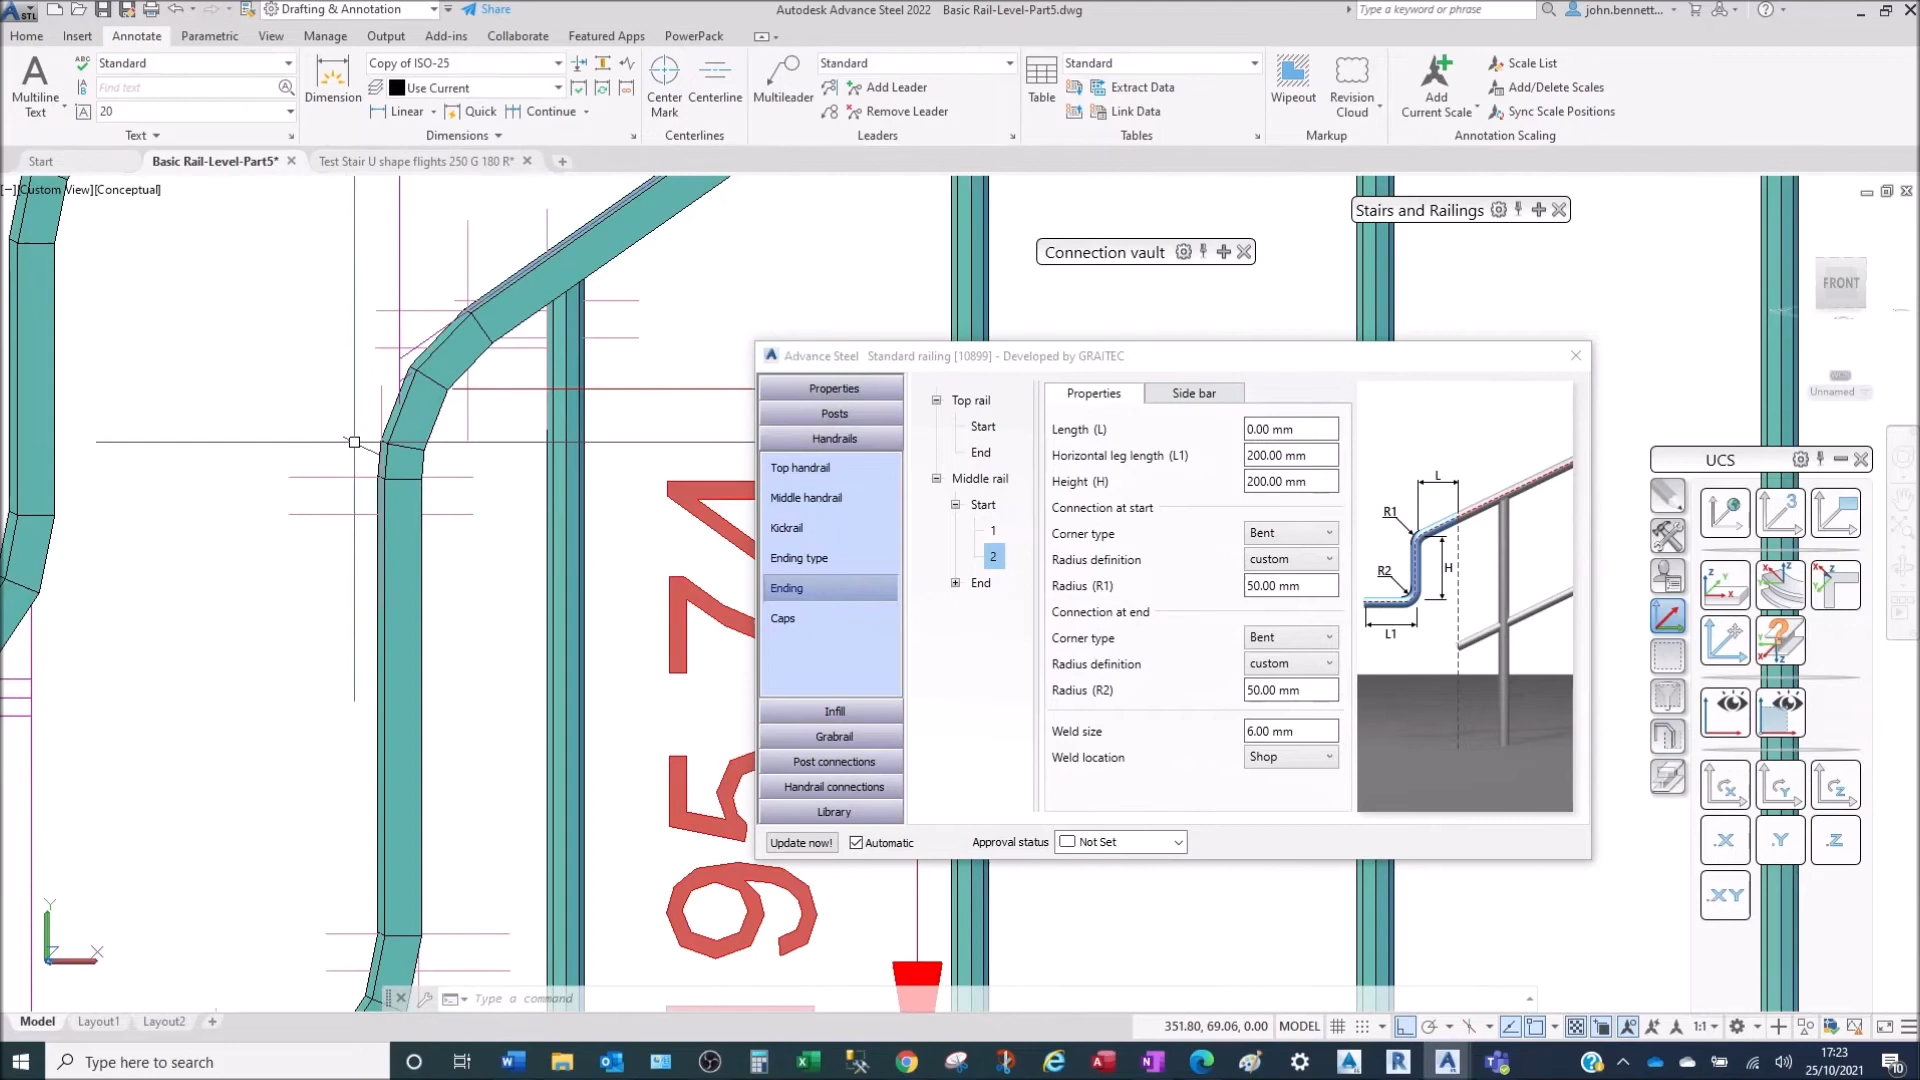 STL
Drafting & Annotation
Share
Autodesk Advance Steel 2022 Basic Rail-Level-Part5.dwg
Type a keyword or phrase
john.bennett...
Home Insert Annotate Parametric View Manage Output Add-ins Collaborate Featured Apps PowerPack
Multiline Text
ABC
Standard
Find text
20
Text
Dimension
Copy of ISO-25
Use Current
Linear Quick Continue
Dimensions
Center Mark
Centerline
Centerlines
Multileader
Standard
Add Leader
Remove Leader
Leaders
Table
Standard
Extract Data
Link Data
Tables
Wipeout
Revision Cloud
Markup
Add Current Scale
Scale List
Add/Delete Scales
Sync Scale Positions
Annotation Scaling
Start
Basic Rail-Level-Part5*
Test Stair U shape flights 250 G 180 R*
[−][Custom View][Conceptual]
Stairs and Railings
Connection vault
FRONT
Unnamed
Advance Steel Standard railing [10899] - Developed by GRAITEC
Properties
Posts
Handrails
Top handrail
Middle handrail
Kickrail
Ending type
Ending
Caps
Infill
Grabrail
Post connections
Handrail connections
Library
Top rail
Start
End
Middle rail
Start
1
2
End
Properties Side bar
Length (L) 0.00 mm
Horizontal leg length (L1) 200.00 mm
Height (H) 200.00 mm
Connection at start
Corner type Bent
Radius definition custom
Radius (R1) 50.00 mm
Connection at end
Corner type Bent
Radius definition custom
Radius (R2) 50.00 mm
Weld size 6.00 mm
Weld location Shop
L
R1
R2
H
L1
Update now! Automatic Approval status Not Set
UCS
.X .Y .Z
.XY
Y
X
Type a command
Model Layout1 Layout2
351.80, 69.06, 0.00 MODEL 1:1
Type here to search
17:23
25/10/2021